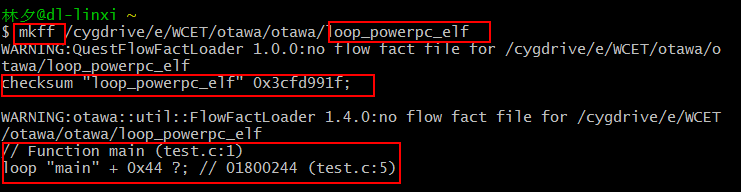 林夕@dl-linxi ~
$ mkff /cygdrive/e/WCET/otawa/otawa/loop_powerpc_elf
WARNING:QuestFlowFactLoader 1.0.0:no flow fact file for /cygdrive/e/WCET/otawa/o
tawa/loop_powerpc_elf
checksum "loop_powerpc_elf" 0x3cfd991f;
WARNING:otawa::util::FlowFactLoader 1.4.0:no flow fact file for /cygdrive/e/WCET
/otawa/otawa/loop_powerpc_elf
// Function main (test.c:1)
loop "main" + 0x44 ?; // 01800244 (test.c:5)